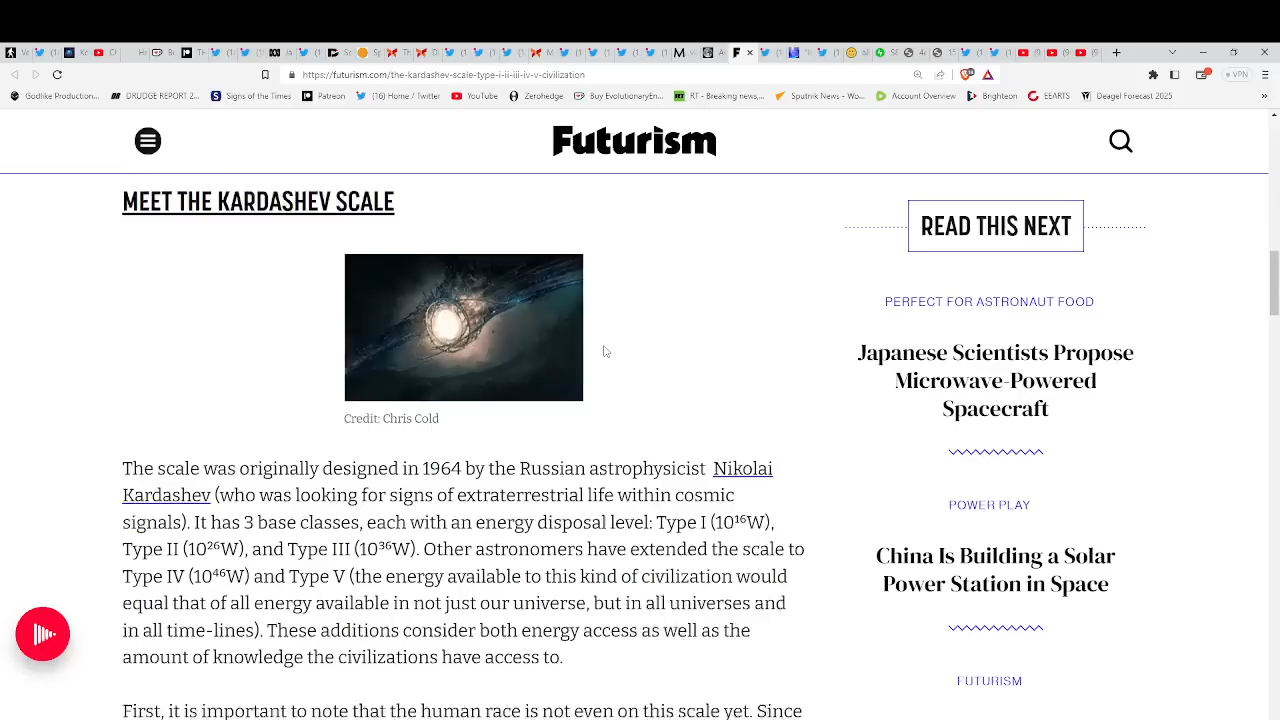 https://futurism.com/the-kardashev-scale-type-i-ii-iii-iv-v-civilization
VPN
Godlike Production...
DRUDGE REPORT 2...
Signs of the Times
Patreon
(16) Home / Twitter
YouTube
Zerohedge
Buy EvolutionaryEn...
RT - Breaking news,...
Sputnik News - Wo...
Account Overview
Brighteon
EEARTS
Deagel Forecast 2025
Futurism
MEET THE KARDASHEV SCALE
Credit: Chris Cold
The scale was originally designed in 1964 by the Russian astrophysicist Nikolai
Kardashev (who was looking for signs of extraterrestrial life within cosmic
signals). It has 3 base classes, each with an energy disposal level: Type I (10¹⁶W),
Type II (10²⁶W), and Type III (10³⁶W). Other astronomers have extended the scale to
Type IV (10⁴⁶W) and Type V (the energy available to this kind of civilization would
equal that of all energy available in not just our universe, but in all universes and
in all time-lines). These additions consider both energy access as well as the
amount of knowledge the civilizations have access to.
First, it is important to note that the human race is not even on this scale yet. Since
READ THIS NEXT
PERFECT FOR ASTRONAUT FOOD
Japanese Scientists Propose
Microwave-Powered
Spacecraft
POWER PLAY
China Is Building a Solar
Power Station in Space
FUTURISM